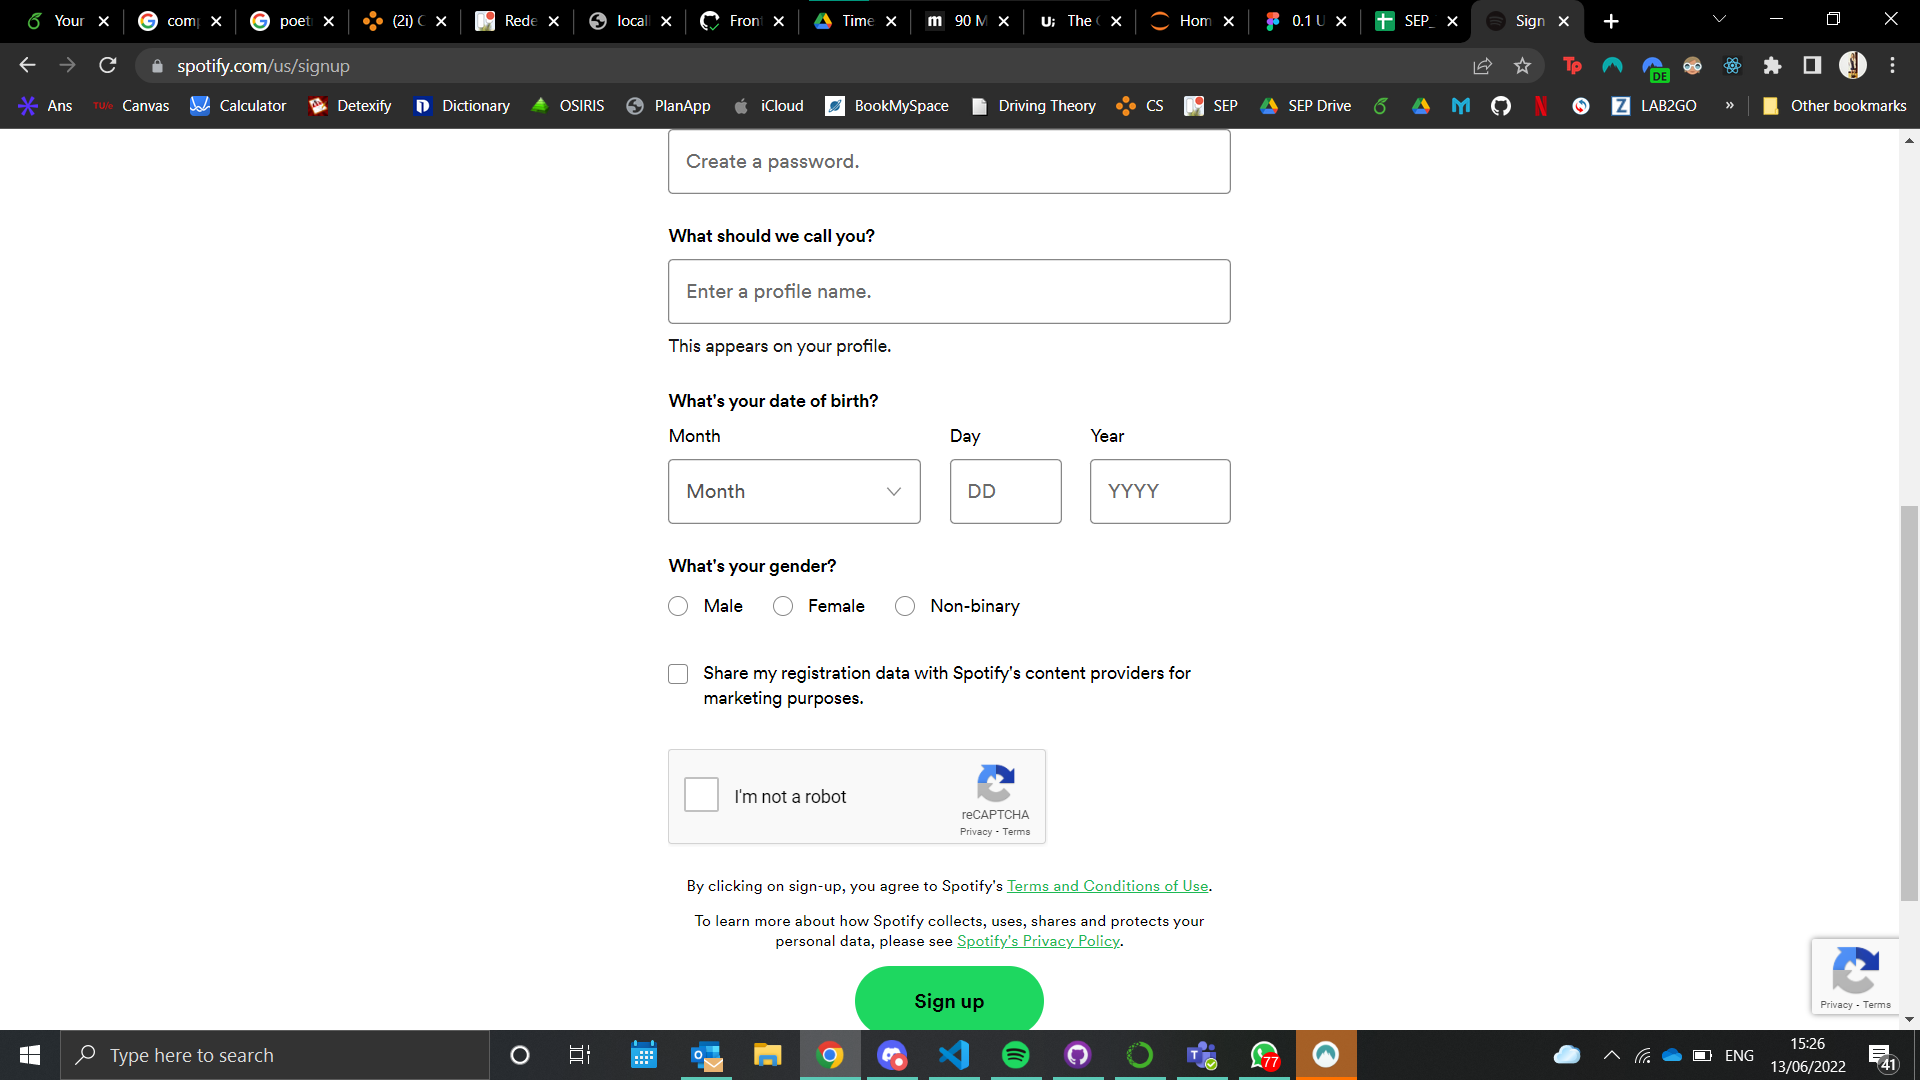 Your
comp
poet
(2i) C
Rede
locall
Front
Time
90 M
The C
Hom
0.1 U
SEP_
Sign
spotify.com/us/signup
DE
Ans
Canvas
Calculator
Detexify
Dictionary
OSIRIS
PlanApp
iCloud
BookMySpace
Driving Theory
CS
SEP
SEP Drive
LAB2GO
»
Other bookmarks
Create a password.
What should we call you?
Enter a profile name.
This appears on your profile.
What's your date of birth?
Month Day Year
Month DD YYYY
What's your gender?
Male Female Non-binary
Share my registration data with Spotify's content providers for
marketing purposes.
I'm not a robot
reCAPTCHA
Privacy - Terms
By clicking on sign-up, you agree to Spotify's Terms and Conditions of Use.
To learn more about how Spotify collects, uses, shares and protects your
personal data, please see Spotify's Privacy Policy.
Sign up
Privacy - Terms
Type here to search
77
ENG
15:26
13/06/2022
41